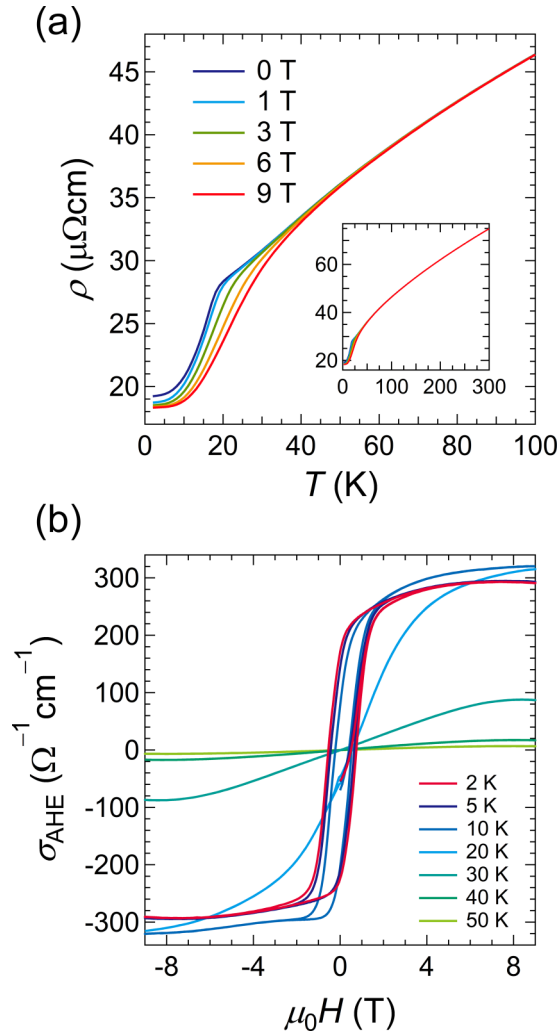 (a)
0 T
1 T
3 T
6 T
9 T
45
40
35
30
25
20
ρ (μΩcm)
60
40
20
0 100 200 300
0 20 40 60 80 100
T (K)
(b)
300
200
100
0
-100
-200
-300
σAHE (Ω⁻¹ cm⁻¹)
2 K
5 K
10 K
20 K
30 K
40 K
50 K
-8 -4 0 4 8
μ₀H (T)